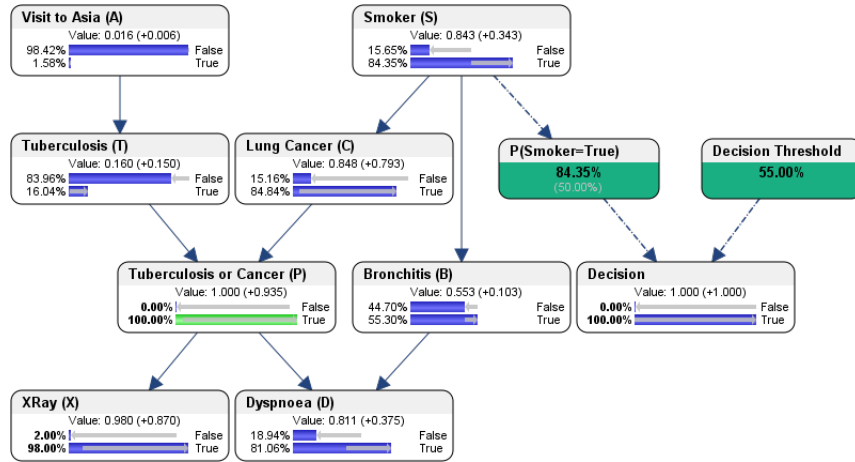 Visit to Asia (A)
Value: 0.016 (+0.006)
98.42% False
1.58% True
Smoker (S)
Value: 0.843 (+0.343)
15.65% False
84.35% True
Tuberculosis (T)
Value: 0.160 (+0.150)
83.96% False
16.04% True
Lung Cancer (C)
Value: 0.848 (+0.793)
15.16% False
84.84% True
P(Smoker=True)
84.35%
(50.00%)
Decision Threshold
55.00%
Tuberculosis or Cancer (P)
Value: 1.000 (+0.935)
0.00% False
100.00% True
Bronchitis (B)
Value: 0.553 (+0.103)
44.70% False
55.30% True
Decision
Value: 1.000 (+1.000)
0.00% False
100.00% True
XRay (X)
Value: 0.980 (+0.870)
2.00% False
98.00% True
Dyspnoea (D)
Value: 0.811 (+0.375)
18.94% False
81.06% True